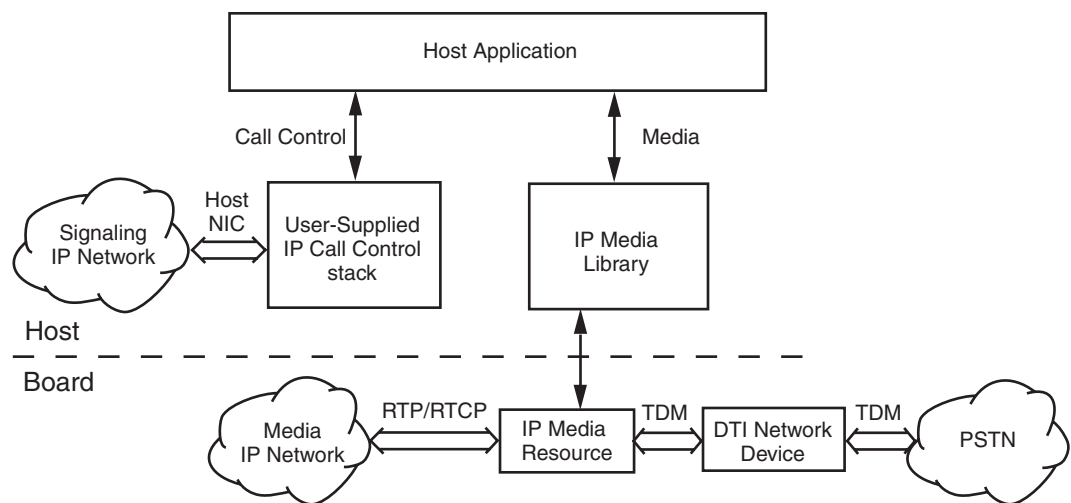 Host Application
Call Control
Media
Host
NIC
Signaling
IP Network
User-Supplied
IP Call Control
stack
IP Media
Library
Host
Board
RTP/RTCP
TDM
TDM
Media
IP Network
IP Media
Resource
DTI Network
Device
PSTN